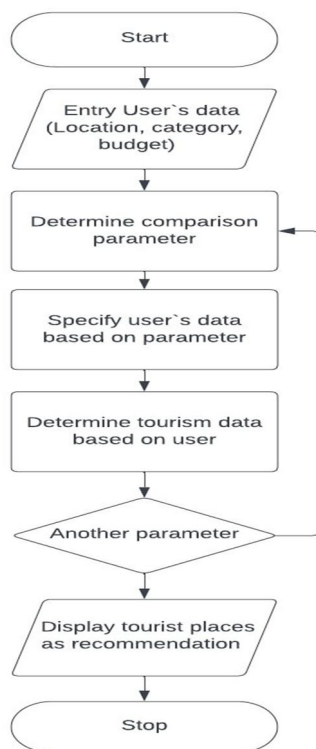 Start
Entry User`s data
(Location, category,
budget)
Determine comparison
parameter
Specify user`s data
based on parameter
Determine tourism data
based on user
Another parameter
Display tourist places
as recommendation
Stop